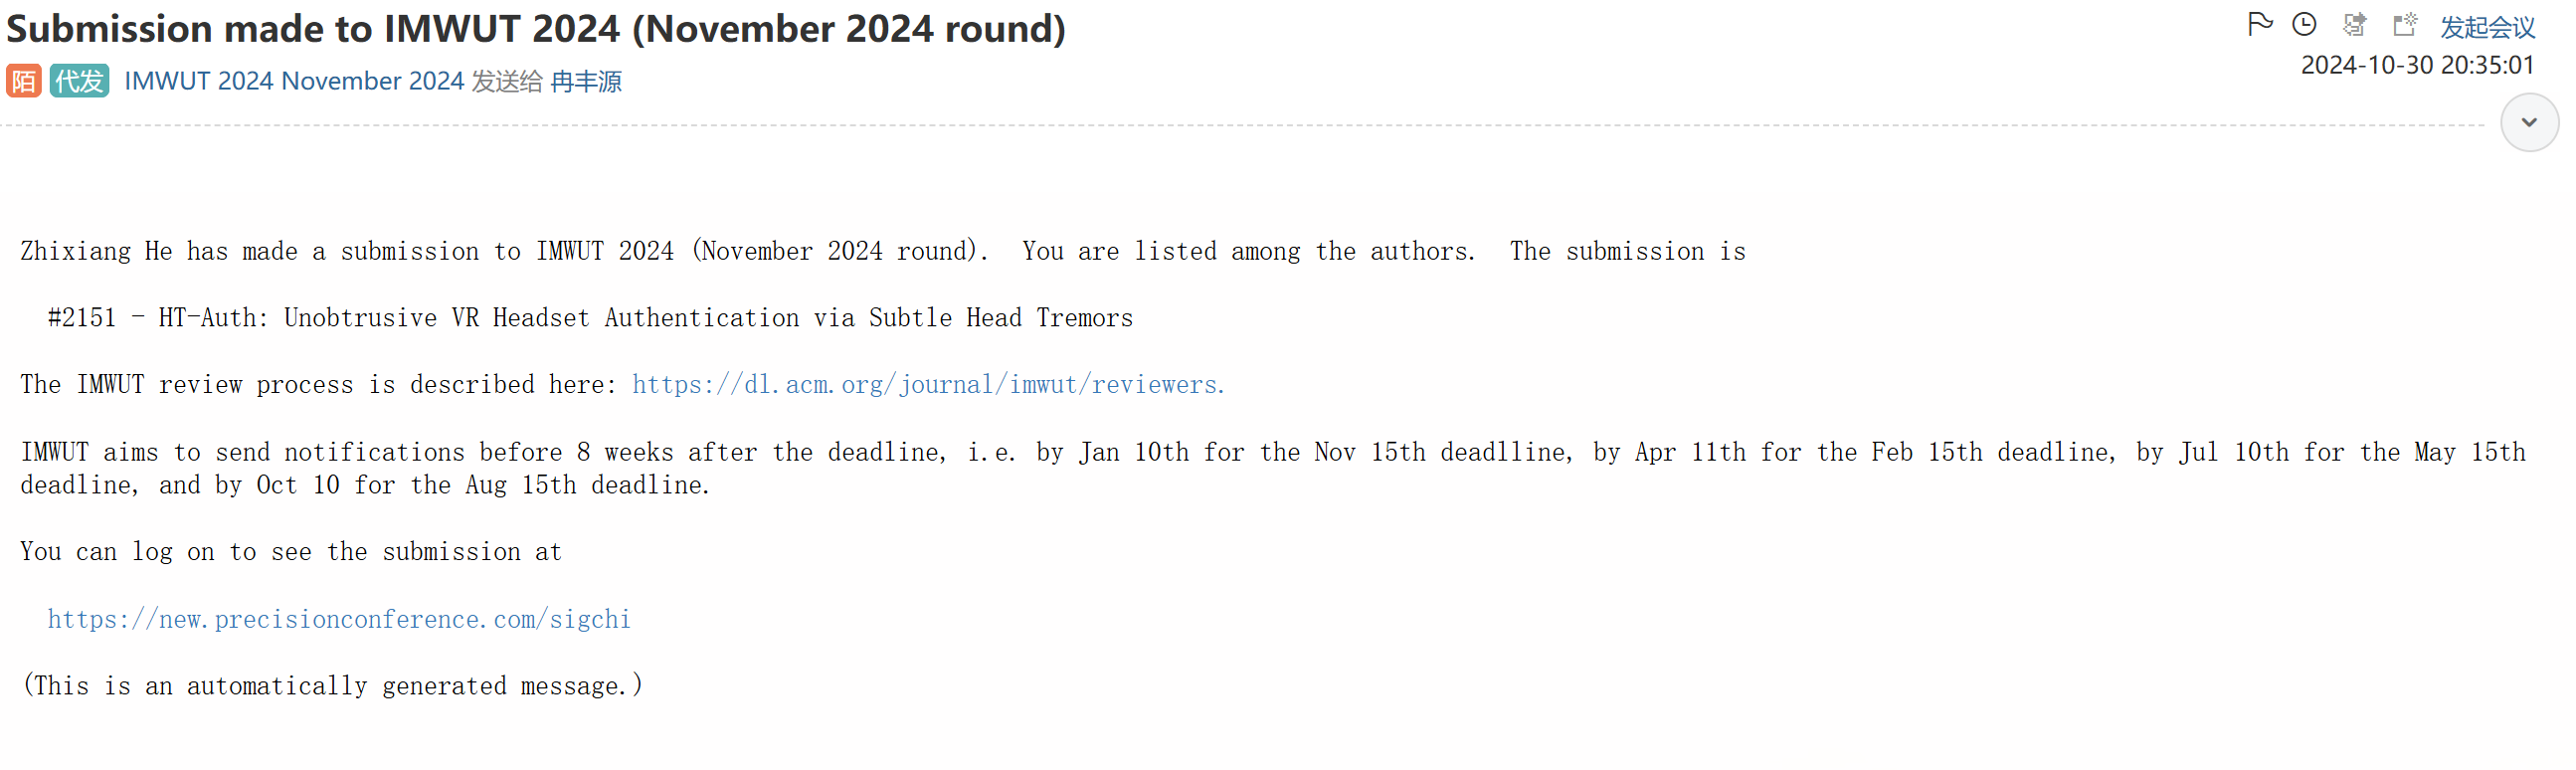 Submission made to IMWUT 2024 (November 2024 round)
发起会议
陌 代发 IMWUT 2024 November 2024 发送给 冉丰源
2024-10-30 20:35:01
Zhixiang He has made a submission to IMWUT 2024 (November 2024 round).  You are listed among the authors.  The submission is
#2151 - HT-Auth: Unobtrusive VR Headset Authentication via Subtle Head Tremors
The IMWUT review process is described here: https://dl.acm.org/journal/imwut/reviewers.
IMWUT aims to send notifications before 8 weeks after the deadline, i.e. by Jan 10th for the Nov 15th deadlline, by Apr 11th for the Feb 15th deadline, by Jul 10th for the May 15th
deadline, and by Oct 10 for the Aug 15th deadline.
You can log on to see the submission at
https://new.precisionconference.com/sigchi
(This is an automatically generated message.)